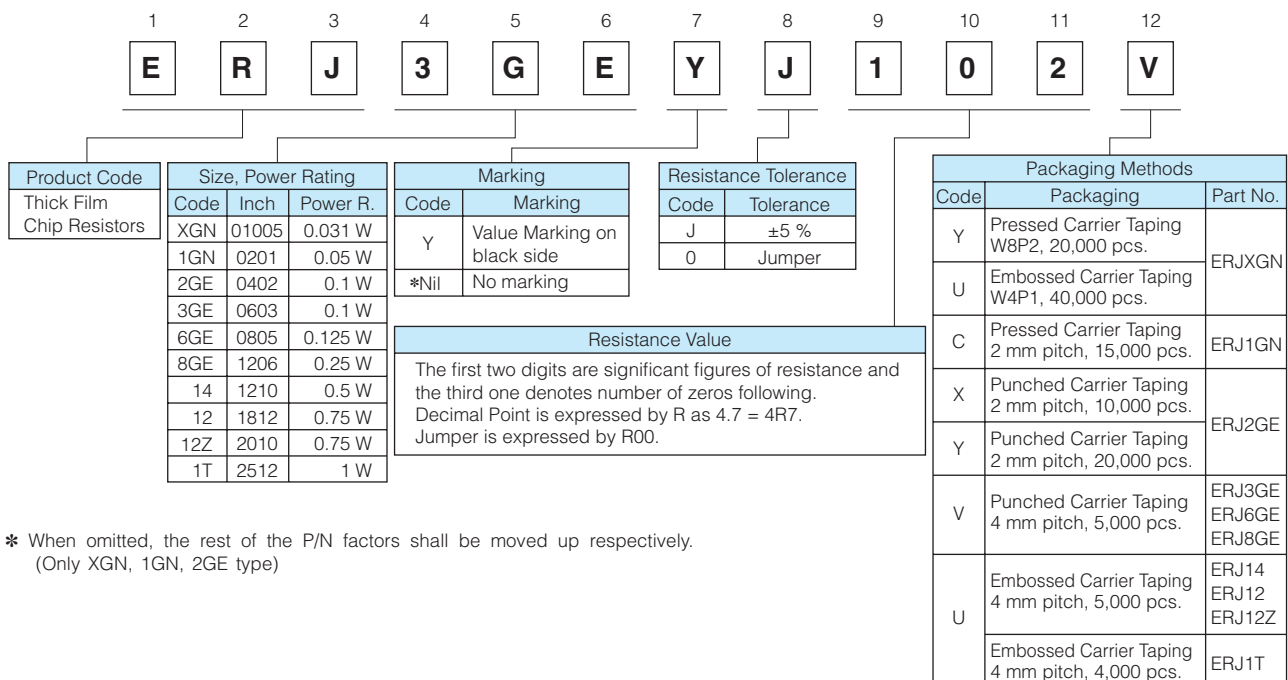 1 2 3 4 5 6 7 8 9 10 11 12
E R J 3 G E Y J 1 0 2 V
Product Code
Thick Film
Chip Resistors
Size, Power Rating
Code Inch Power R.
XGN 01005 0.031 W
1GN 0201 0.05 W
2GE 0402 0.1 W
3GE 0603 0.1 W
6GE 0805 0.125 W
8GE 1206 0.25 W
14 1210 0.5 W
12 1812 0.75 W
12Z 2010 0.75 W
1T 2512 1 W
Marking
Code Marking
Y Value Marking on
black side
✻Nil No marking
Resistance Tolerance
Code Tolerance
J ±5 %
0 Jumper
Resistance Value
The first two digits are significant figures of resistance and
the third one denotes number of zeros following.
Decimal Point is expressed by R as 4.7 = 4R7.
Jumper is expressed by R00.
Packaging Methods
Code Packaging Part No.
Y Pressed Carrier Taping
W8P2, 20,000 pcs.
ERJXGN
U Embossed Carrier Taping
W4P1, 40,000 pcs.
C Pressed Carrier Taping
2 mm pitch, 15,000 pcs.
ERJ1GN
X Punched Carrier Taping
2 mm pitch, 10,000 pcs.
ERJ2GE
Y Punched Carrier Taping
2 mm pitch, 20,000 pcs.
V Punched Carrier Taping
4 mm pitch, 5,000 pcs.
ERJ3GE
ERJ6GE
ERJ8GE
U Embossed Carrier Taping
4 mm pitch, 5,000 pcs.
ERJ14
ERJ12
ERJ12Z
Embossed Carrier Taping
4 mm pitch, 4,000 pcs.
ERJ1T
✻ When omitted, the rest of the P/N factors shall be moved up respectively.
(Only XGN, 1GN, 2GE type)